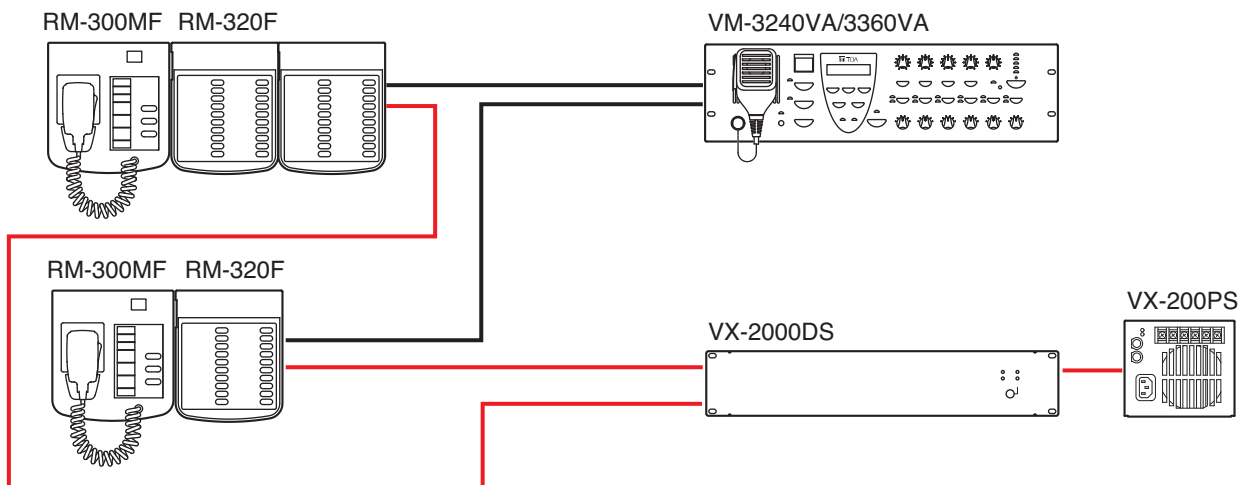 RM-300MF RM-320F
VM-3240VA/3360VA
TOA
RM-300MF RM-320F
VX-2000DS
VX-200PS